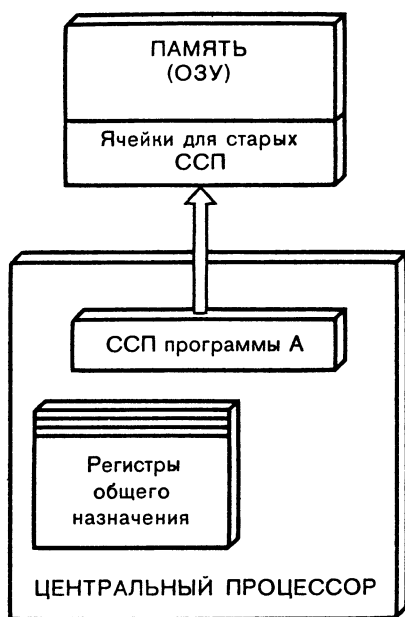 ПАМЯТЬ
(ОЗУ)
Ячейки для старых
ССП
ССП программы А
Регистры
общего
назначения
ЦЕНТРАЛЬНЫЙ ПРОЦЕССОР